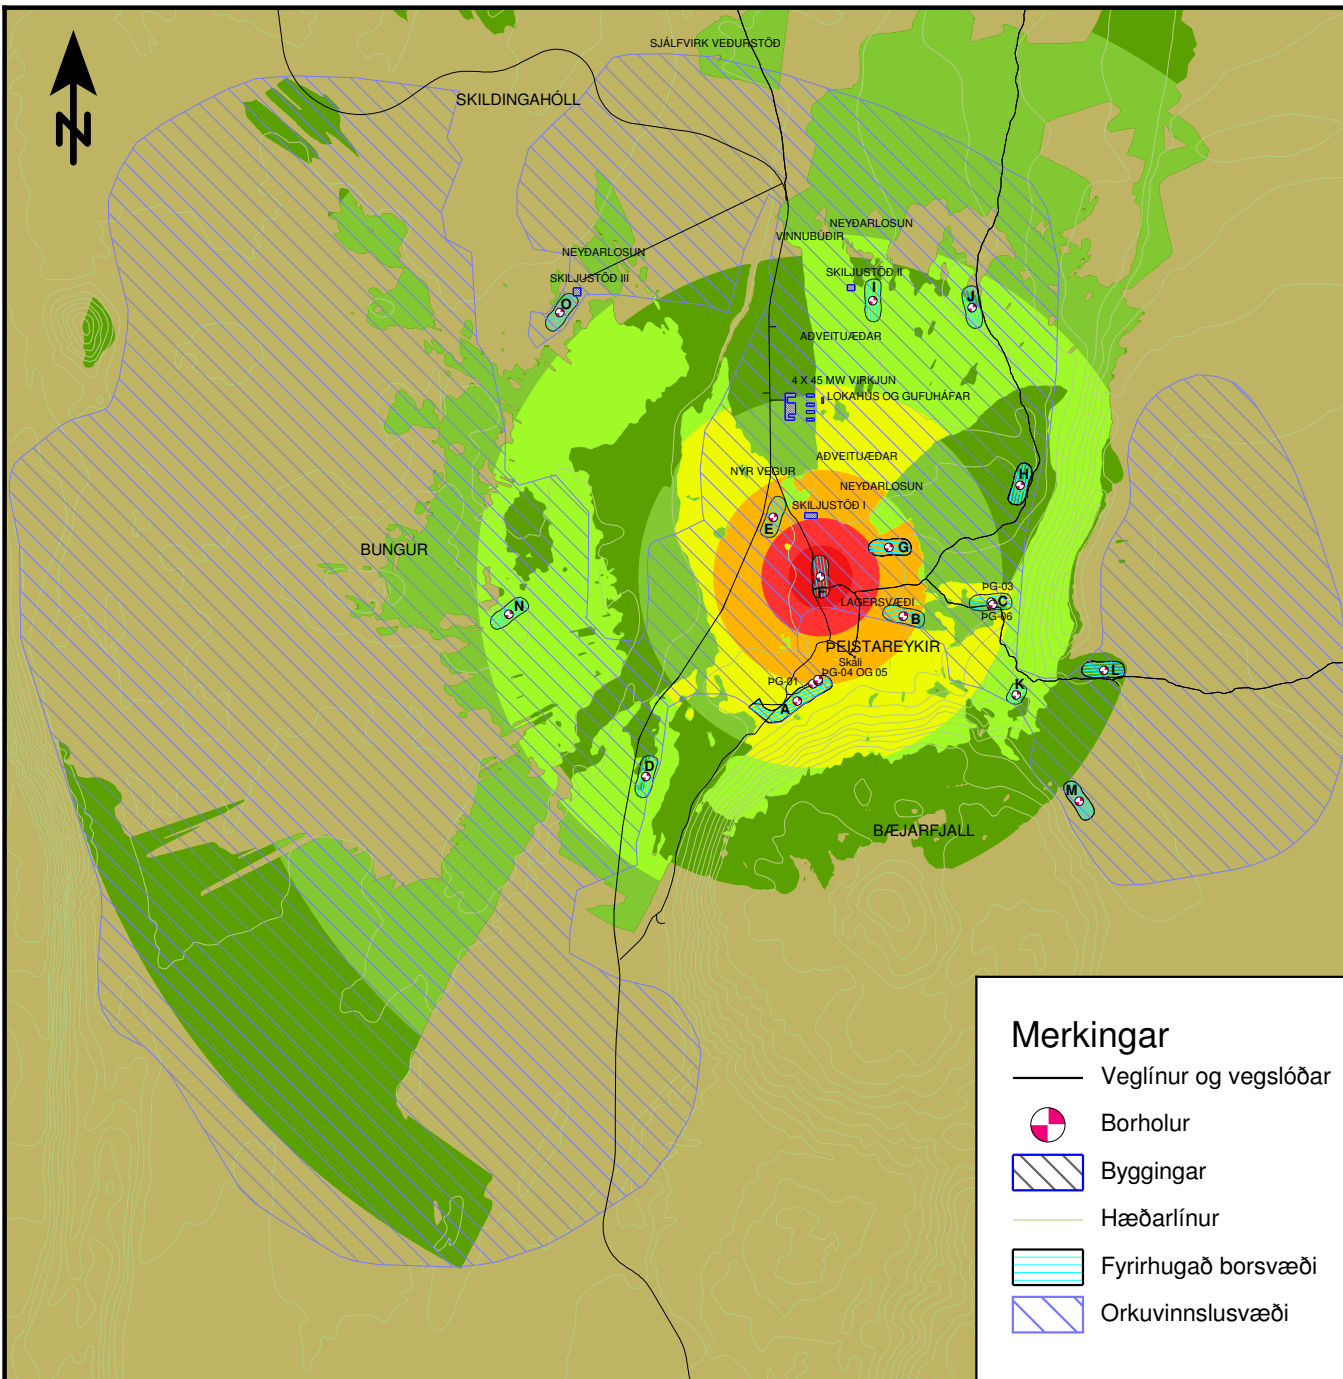 SJÁLFVIRK VEÐURSTÖÐ
SKILDINGAHÓLL
N
NEYÐARLOSUN
VINNUBÚÐIR
NEYÐARLOSUN
SKILJUSTÖÐ II
SKILJUSTÖÐ III
I
J
O
AÐVEITUÆÐAR
4 X 45 MW VIRKJUN
LOKAHÚS OG GUFUHÁFAR
AÐVEITUÆÐAR
NÝR VEGUR
H
NEYÐARLOSUN
SKILJUSTÖÐ I
E
BUNGUR
G
ÞG-03
F
LAGERSVÆÐI
C
N
B
ÞG-06
ÞEISTAREYKIR
Skáli
ÞG-01
ÞG-04 OG 05
L
K
A
D
M
BÆJARFJALL
Merkingar
Veglínur og vegslóðar
Borholur
Byggingar
Hæðarlínur
Fyrirhugað borsvæði
Orkuvinnslusvæði